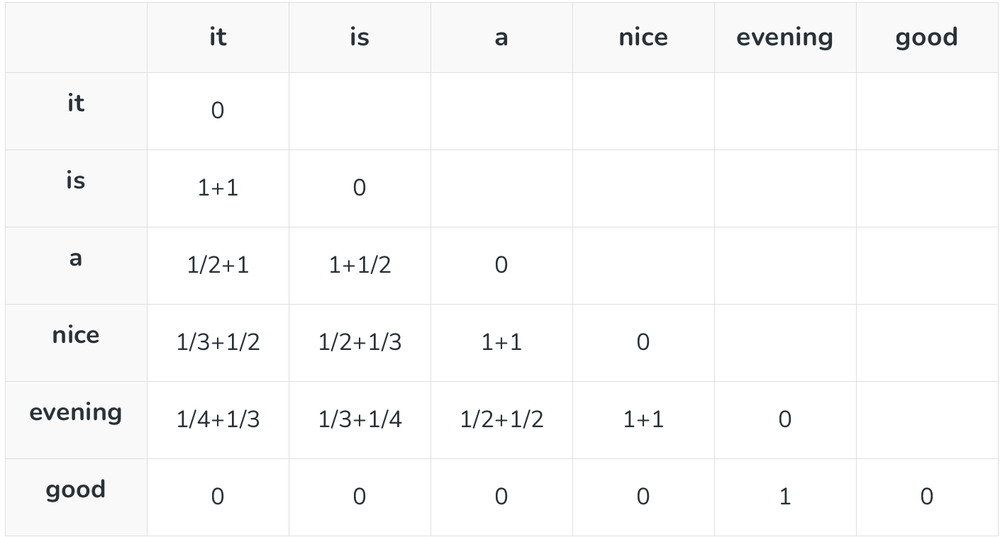 it is a nice evening good
it 0
is 1+1 0
a 1/2+1 1+1/2 0
nice 1/3+1/2 1/2+1/3 1+1 0
evening 1/4+1/3 1/3+1/4 1/2+1/2 1+1 0
good 0 0 0 0 1 0